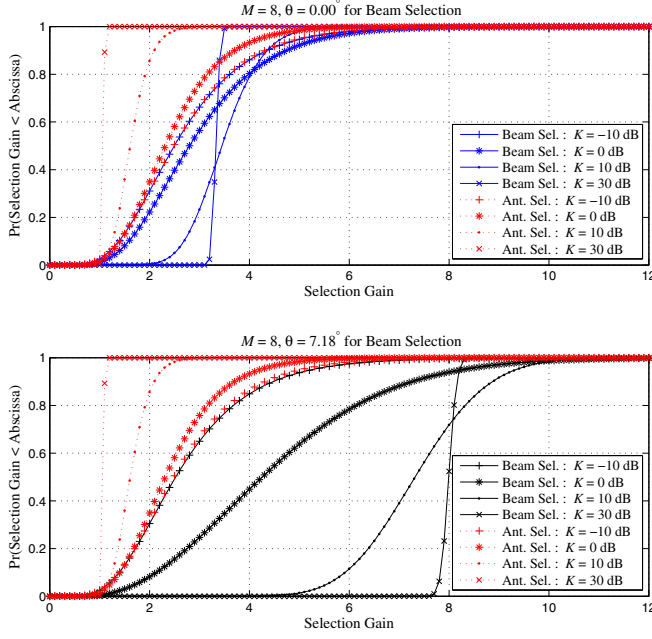 M = 8, θ = 0.00° for Beam Selection
Pr(Selection Gain < Abscissa)
1
0.8
0.6
0.4
0.2
0
Beam Sel. : K = −10 dB
Beam Sel. : K = 0 dB
Beam Sel. : K = 10 dB
Beam Sel. : K = 30 dB
Ant. Sel. : K = −10 dB
Ant. Sel. : K = 0 dB
Ant. Sel. : K = 10 dB
Ant. Sel. : K = 30 dB
0 2 4 6 8 10 12
Selection Gain
M = 8, θ = 7.18° for Beam Selection
Pr(Selection Gain < Abscissa)
1
0.8
0.6
0.4
0.2
0
Beam Sel. : K = −10 dB
Beam Sel. : K = 0 dB
Beam Sel. : K = 10 dB
Beam Sel. : K = 30 dB
Ant. Sel. : K = −10 dB
Ant. Sel. : K = 0 dB
Ant. Sel. : K = 10 dB
Ant. Sel. : K = 30 dB
0 2 4 6 8 10 12
Selection Gain